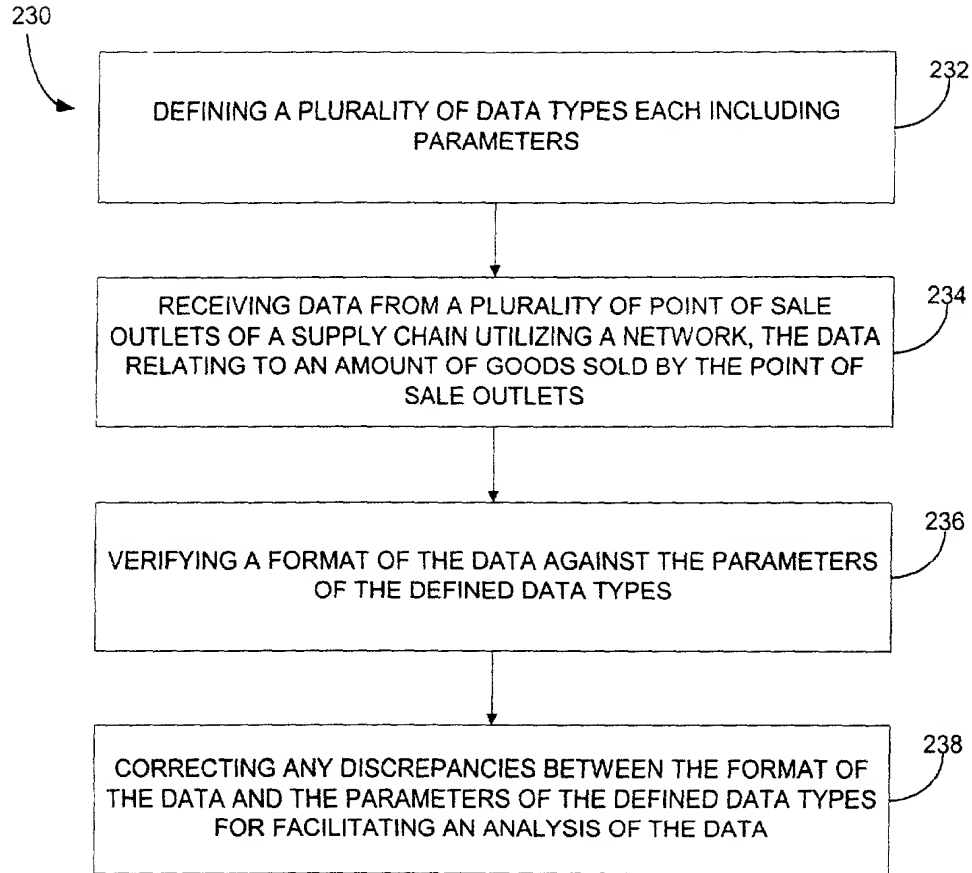 230
232
DEFINING A PLURALITY OF DATA TYPES EACH INCLUDING
PARAMETERS
234
RECEIVING DATA FROM A PLURALITY OF POINT OF SALE
OUTLETS OF A SUPPLY CHAIN UTILIZING A NETWORK, THE DATA
RELATING TO AN AMOUNT OF GOODS SOLD BY THE POINT OF
SALE OUTLETS
236
VERIFYING A FORMAT OF THE DATA AGAINST THE PARAMETERS
OF THE DEFINED DATA TYPES
238
CORRECTING ANY DISCREPANCIES BETWEEN THE FORMAT OF
THE DATA AND THE PARAMETERS OF THE DEFINED DATA TYPES
FOR FACILITATING AN ANALYSIS OF THE DATA